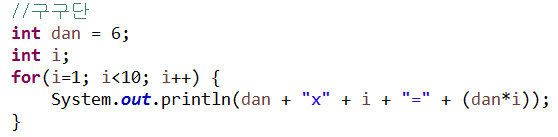 //구구단
int dan = 6;
int i;
for(i=1; i<10; i++) {
    System.out.println(dan + "x" + i + "=" + (dan*i));
}